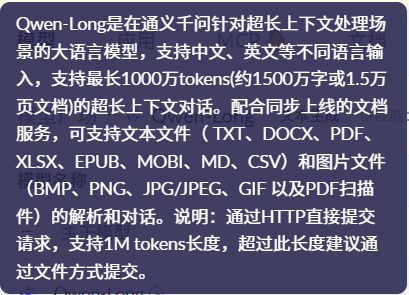 Qwen-Long是在通义千问针对超长上下文处理场
景的大语言模型，支持中文、英文等不同语言输
入，支持最长1000万tokens(约1500万字或1.5万
页文档)的超长上下文对话。配合同步上线的文档
服务，可支持文本文件（ TXT、DOCX、PDF、
XLSX、EPUB、MOBI、MD、CSV）和图片文件
（BMP、PNG、JPG/JPEG、GIF 以及PDF扫描
件）的解析和对话。说明：通过HTTP直接提交
请求，支持1M tokens长度，超过此长度建议通
过文件方式提交。
Qwen-Long